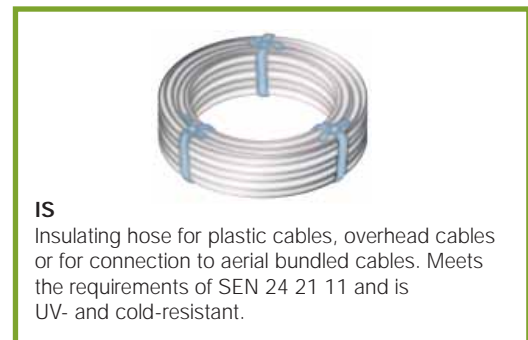 IS
Insulating hose for plastic cables, overhead cables
or for connection to aerial bundled cables. Meets
the requirements of SEN 24 21 11 and is
UV- and cold-resistant.